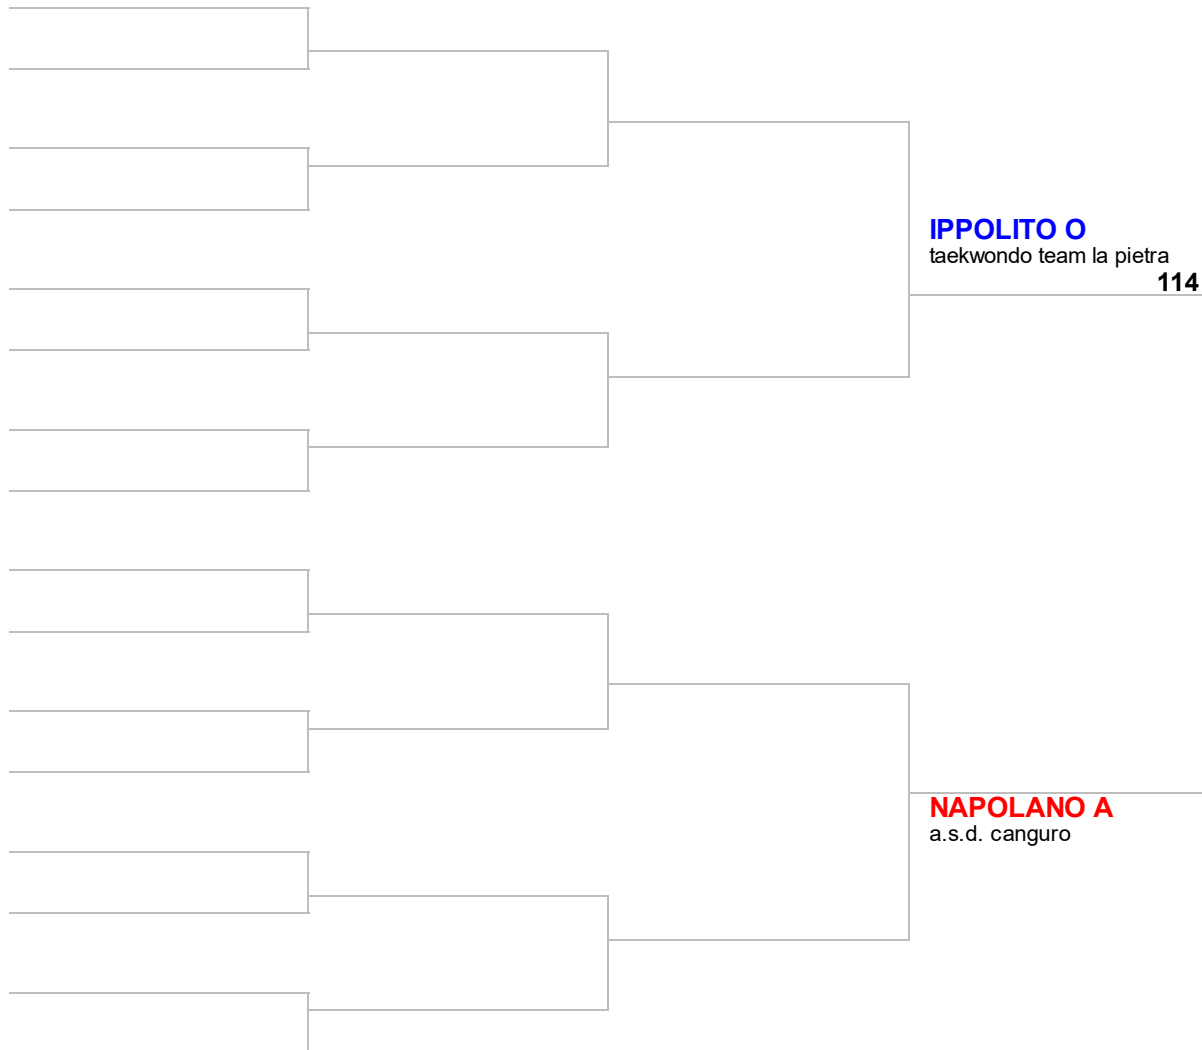 IPPOLITO O
taekwondo team la pietra
114
NAPOLANO A
a.s.d. canguro